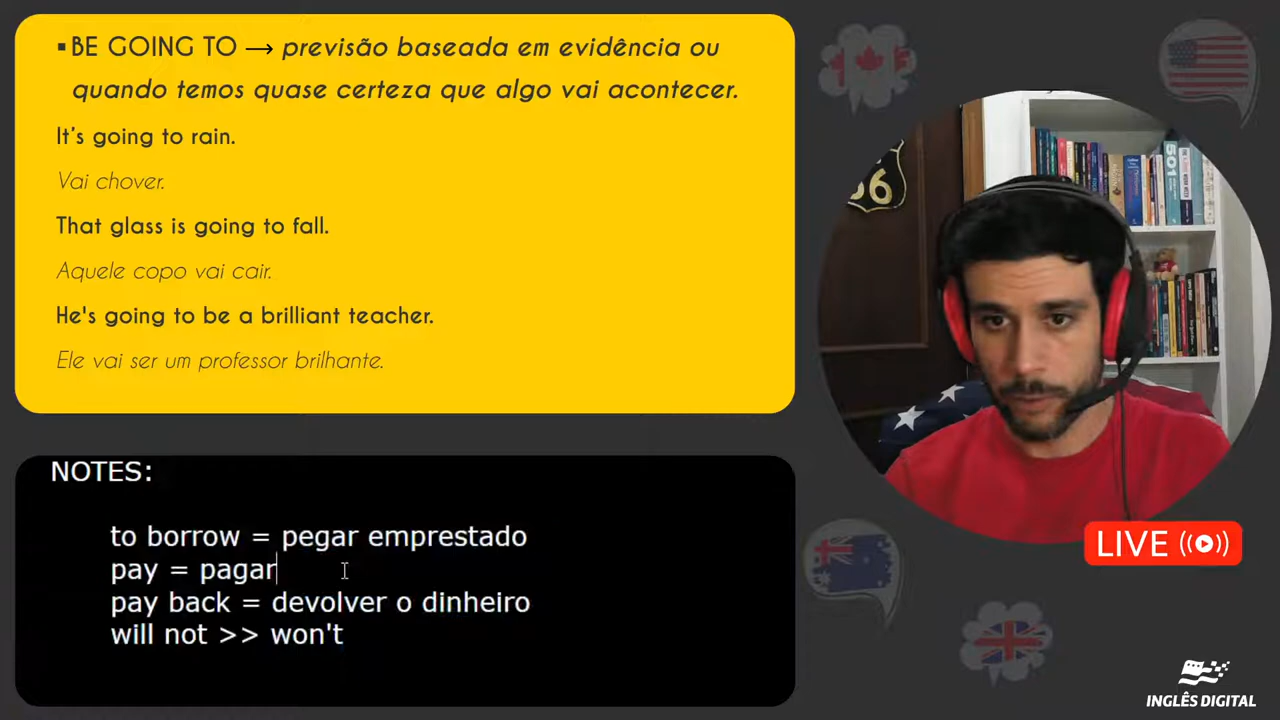 ▪BE GOING TO → previsão baseada em evidência ou
quando temos quase certeza que algo vai acontecer.
It's going to rain.
Vai chover.
That glass is going to fall.
Aquele copo vai cair.
He's going to be a brilliant teacher.
Ele vai ser um professor brilhante.
NOTES:
to borrow = pegar emprestado
pay = pagar
pay back = devolver o dinheiro
will not >> won't
66
501
LIVE
INGLÊS DIGITAL